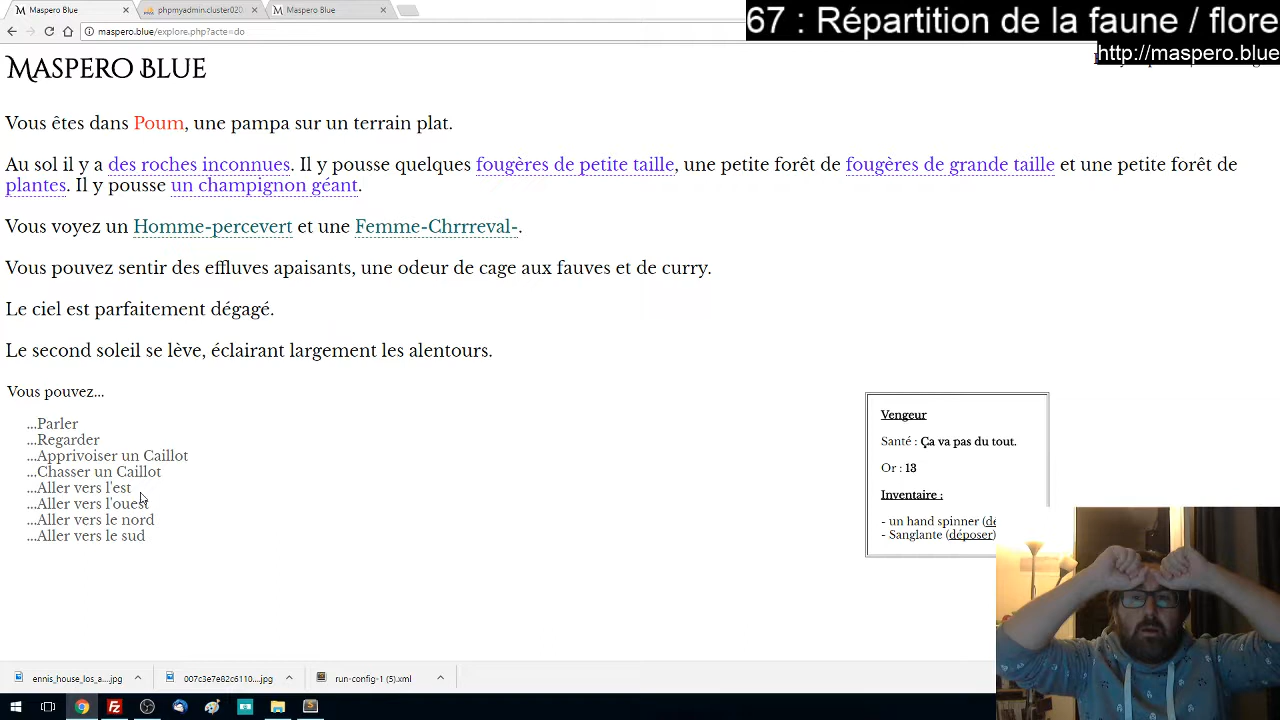 Maspero Blue
phpmyadmin.cluster020
Maspero Blue
maspero.blue/explore.php?acte=do
67 : Répartition de la faune / flore
http://maspero.blue
Maspero Blue
Vous êtes dans Poum, une pampa sur un terrain plat.
Au sol il y a des roches inconnues. Il y pousse quelques fougères de petite taille, une petite forêt de fougères de grande taille et une petite forêt de
plantes. Il y pousse un champignon géant.
Vous voyez un Homme-percevert et une Femme-Chrrreval-.
Vous pouvez sentir des effluves apaisants, une odeur de cage aux fauves et de curry.
Le ciel est parfaitement dégagé.
Le second soleil se lève, éclairant largement les alentours.
Vous pouvez...
...Parler
...Regarder
...Apprivoiser un Caillot
...Chasser un Caillot
...Aller vers l'est
...Aller vers l'ouest
...Aller vers le nord
...Aller vers le sud
Vengeur
Santé : Ça va pas du tout.
Or : 13
Inventaire :
- un hand spinner (dé
- Sanglante (déposer)
ennis_house_los_a....jpg
007c3e7e82c6110....jpg
run-config-1 (5).xml